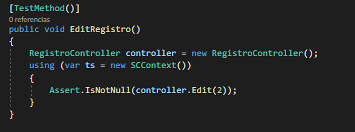 [TestMethod()]
0 referencias
public void EditRegistro()
{
RegistroController controller = new RegistroController();
using (var ts = new SCContext())
{
Assert.IsNotNull(controller.Edit(2));
}
}